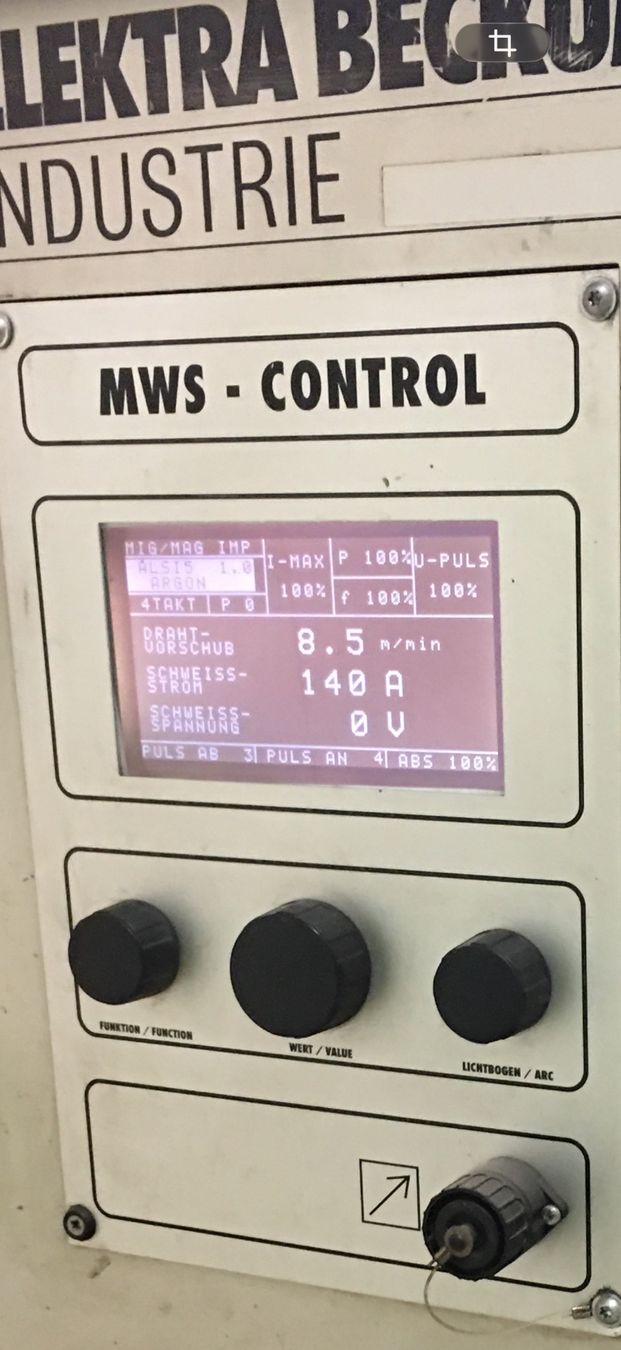 ELEKTRA BECKU
INDUSTRIE
MWS - CONTROL
MIG/MAG IMP
ALSI5 1.0
ARGON
4TAKT P 0
I-MAX
100%
P 100%
f 100%
U-PULS
100%
DRAHT-
VORSCHUB 8.5 m/min
SCHWEISS-
STROM 140 A
SCHWEISS-
SPANNUNG 0 V
PULS AB 3 PULS AN 4 ABS 100%
FUNKTION / FUNCTION
WERT / VALUE
LICHTBOGEN / ARC